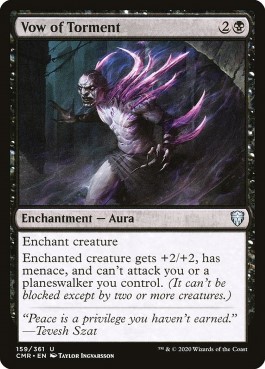 Vow of Torment 2
Enchantment — Aura
Enchant creature
Enchanted creature gets +2/+2, has
menace, and can't attack you or a
planeswalker you control. (It can't be
blocked except by two or more creatures.)
"Peace is a privilege you haven't earned."
—Tevesh Szat
159/361 U
CMR • EN Taylor Ingvarsson
™ & © 2020 Wizards of the Coast